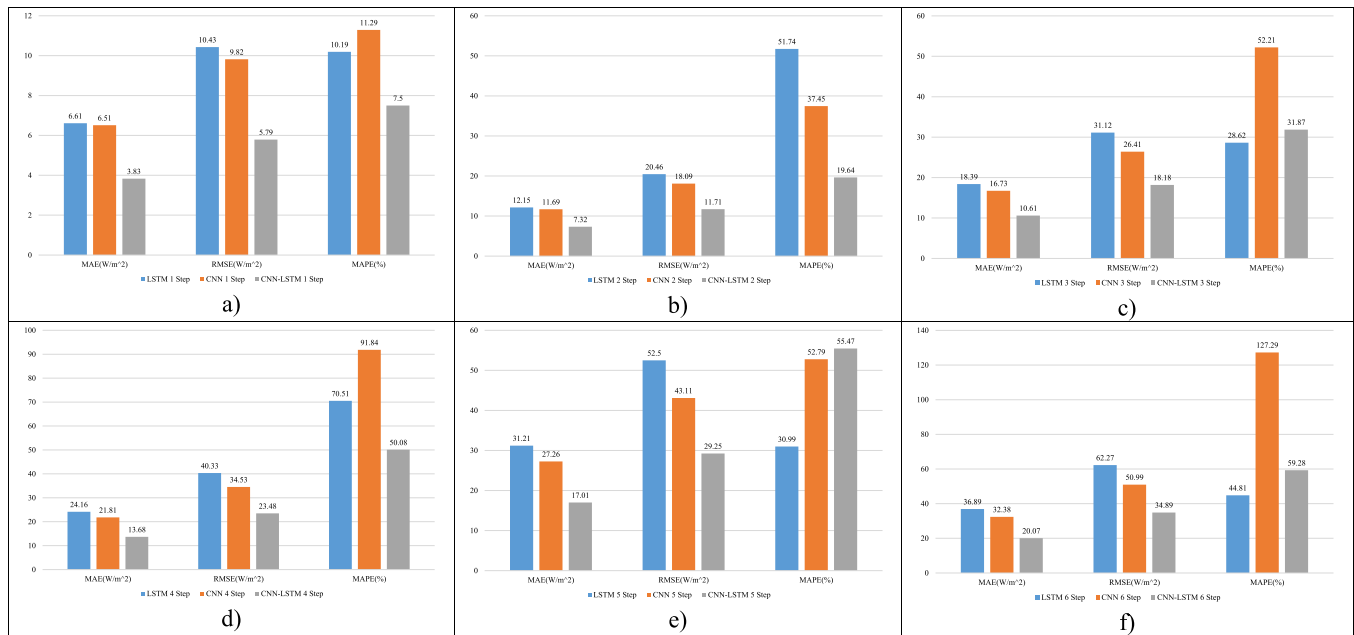 12
10
8
6
4
2
0
6.61
6.51
3.83
10.43
9.82
5.79
10.19
11.29
7.5
MAE(W/m^2)
RMSE(W/m^2)
MAPE(%)
LSTM 1 Step
CNN 1 Step
CNN-LSTM 1 Step
a)
60
50
40
30
20
10
0
12.15
11.69
7.32
20.46
18.09
11.71
51.74
37.45
19.64
MAE(W/m^2)
RMSE(W/m^2)
MAPE(%)
LSTM 2 Step
CNN 2 Step
CNN-LSTM 2 Step
b)
60
50
40
30
20
10
0
18.39
16.73
10.61
31.12
26.41
18.18
28.62
52.21
31.87
MAE(W/m^2)
RMSE(W/m^2)
MAPE(%)
LSTM 3 Step
CNN 3 Step
CNN-LSTM 3 Step
c)
100
90
80
70
60
50
40
30
20
10
0
24.16
21.81
13.68
40.33
34.53
23.48
70.51
91.84
50.08
MAE(W/m^2)
RMSE(W/m^2)
MAPE(%)
LSTM 4 Step
CNN 4 Step
CNN-LSTM 4 Step
d)
60
50
40
30
20
10
0
31.21
27.26
17.01
52.5
43.11
29.25
30.99
52.79
55.47
MAE(W/m^2)
RMSE(W/m^2)
MAPE(%)
LSTM 5 Step
CNN 5 Step
CNN-LSTM 5 Step
e)
140
120
100
80
60
40
20
0
36.89
32.38
20.07
62.27
50.99
34.89
44.81
127.29
59.28
MAE(W/m^2)
RMSE(W/m^2)
MAPE(%)
LSTM 6 Step
CNN 6 Step
CNN-LSTM 6 Step
f)